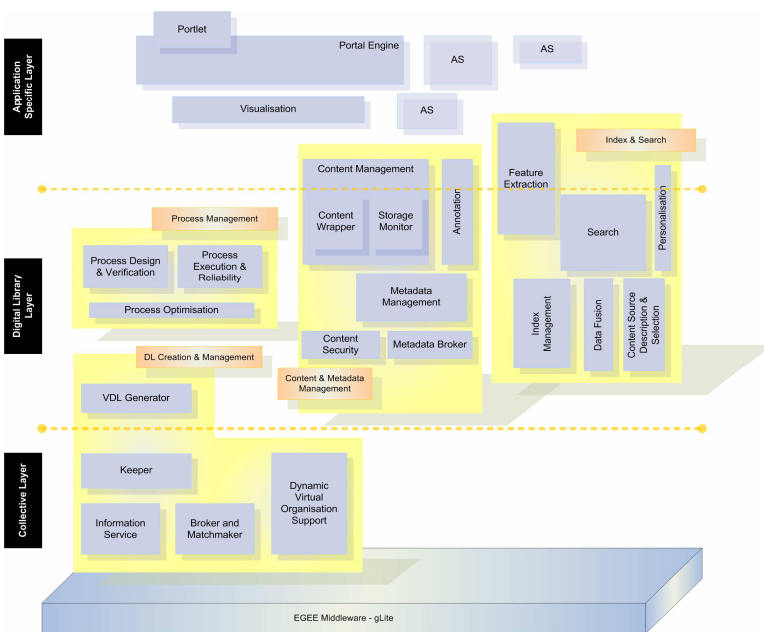 Portlet
Portal Engine
AS
AS
Application
Specific Layer
Visualisation
AS
Index & Search
Feature
Extraction
Content Management
Annotation
Personalisation
Content
Wrapper
Storage
Monitor
Search
Process Management
Process Design
& Verification
Process
Execution &
Reliability
Process Optimisation
Digital Library
Layer
Metadata
Management
Index
Management
Data Fusion
Content Source
Description &
Selection
Content
Security
Metadata Broker
DL Creation & Management
Content & Metadata
Management
VDL Generator
Collective Layer
Keeper
Dynamic
Virtual
Organisation
Support
Information
Service
Broker and
Matchmaker
EGEE Middleware - gLite